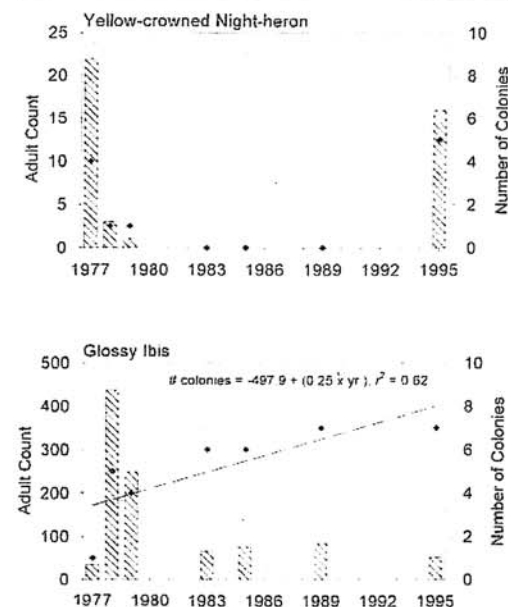 Yellow-crowned Night-heron
25
20
15
10
5
0
Adult Count
10
8
6
4
2
0
Number of Colonies
1977 1980 1983 1986 1989 1992 1995
Glossy Ibis
# colonies = -497.9 + (0.25 x yr), r² = 0.62
500
400
300
200
100
0
Adult Count
10
8
6
4
2
0
Number of Colonies
1977 1980 1983 1986 1989 1992 1995